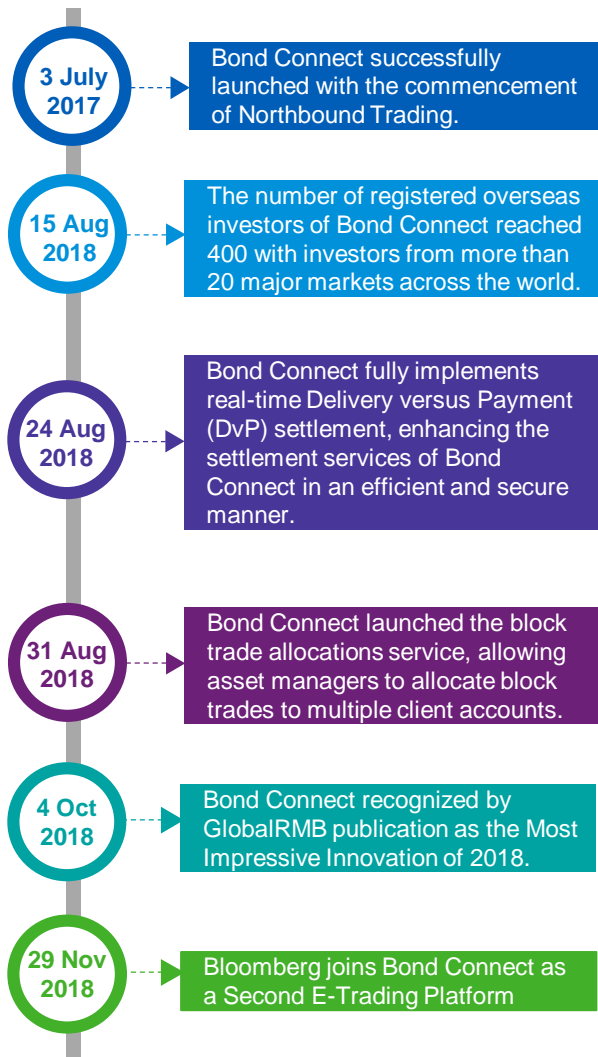 3 July
2017
Bond Connect successfully
launched with the commencement
of Northbound Trading.
15 Aug
2018
The number of registered overseas
investors of Bond Connect reached
400 with investors from more than
20 major markets across the world.
24 Aug
2018
Bond Connect fully implements
real-time Delivery versus Payment
(DvP) settlement, enhancing the
settlement services of Bond
Connect in an efficient and secure
manner.
31 Aug
2018
Bond Connect launched the block
trade allocations service, allowing
asset managers to allocate block
trades to multiple client accounts.
4 Oct
2018
Bond Connect recognized by
GlobalRMB publication as the Most
Impressive Innovation of 2018.
29 Nov
2018
Bloomberg joins Bond Connect as
a Second E-Trading Platform